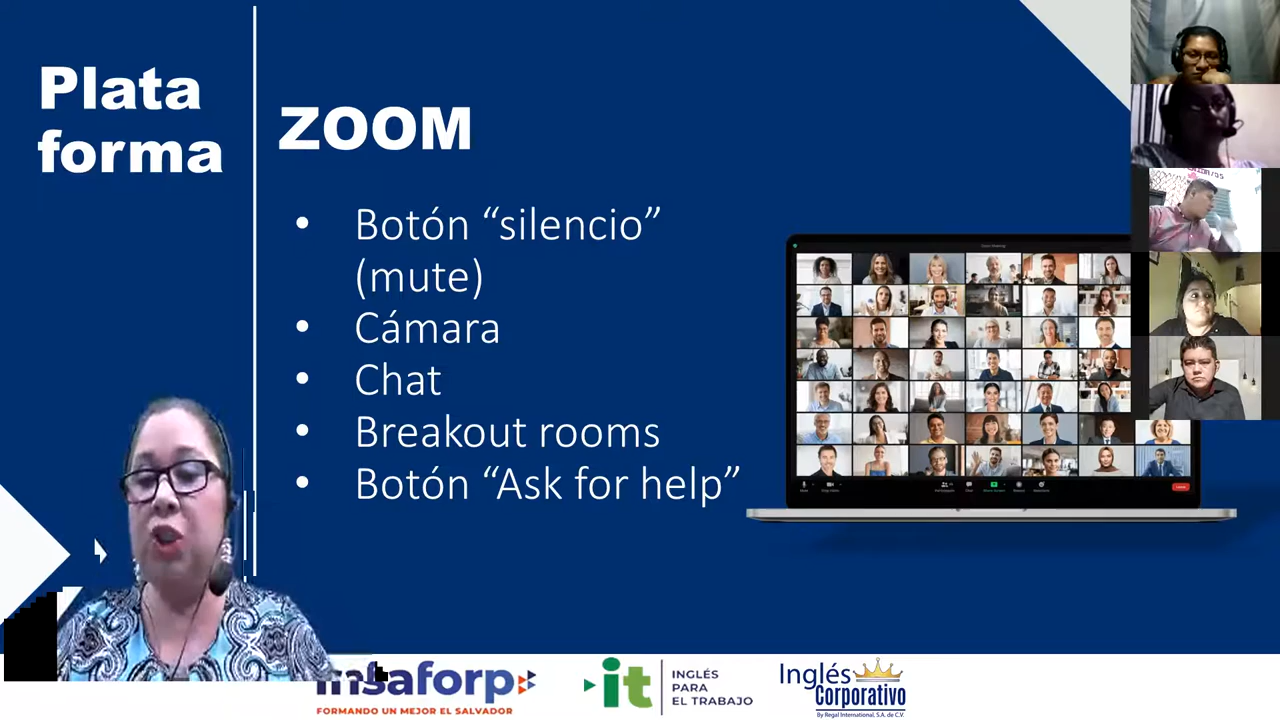 Plata
forma
ZOOM
• Botón “silencio”
(mute)
• Cámara
• Chat
• Breakout rooms
• Botón “Ask for help”
insaforp
FORMANDO UN MEJOR EL SALVADOR
it
INGLÉS
PARA
EL TRABAJO
Inglés
Corporativo
By Regal International, S.A. de C.V.